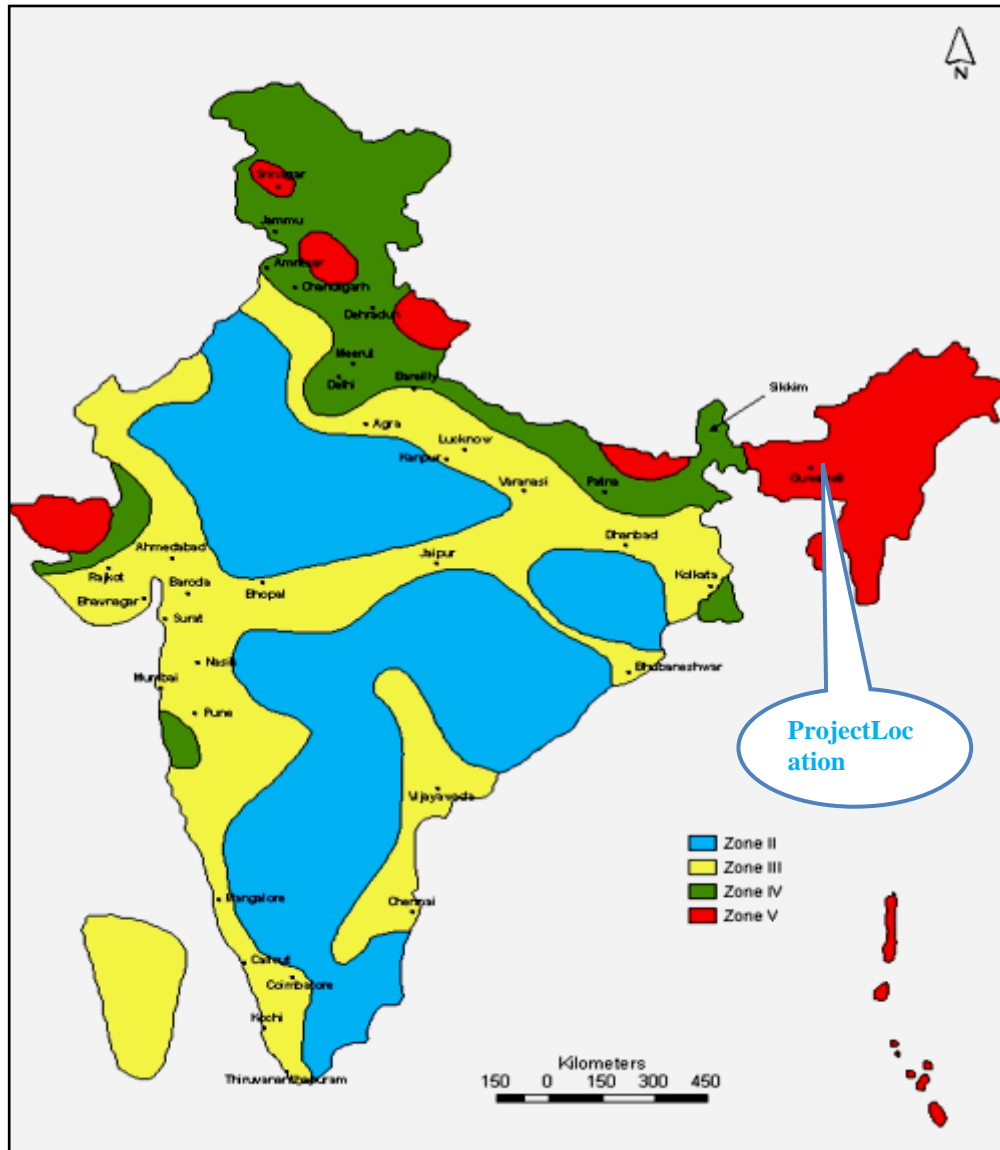 N
Srinagar
Jammu
Amritsar
Chandigarh
Dehradun
Meerut
Delhi
Bareilly
Sikkim
Agra
Lucknow
Kanpur
Guwahati
Varanasi
Patna
Dhanbad
Ahmedabad
Jaipur
Rajkot
Baroda
Bhopal
Kolkata
Bhavnagar
Surat
Nasik
Bhubaneshwar
Mumbai
Pune
ProjectLoc
ation
Vijayawada
Zone II
Zone III
Zone IV
Zone V
Mangalore
Chennai
Calicut
Coimbatore
Kochi
Thiruvananthapuram
Kilometers
150 0 150 300 450